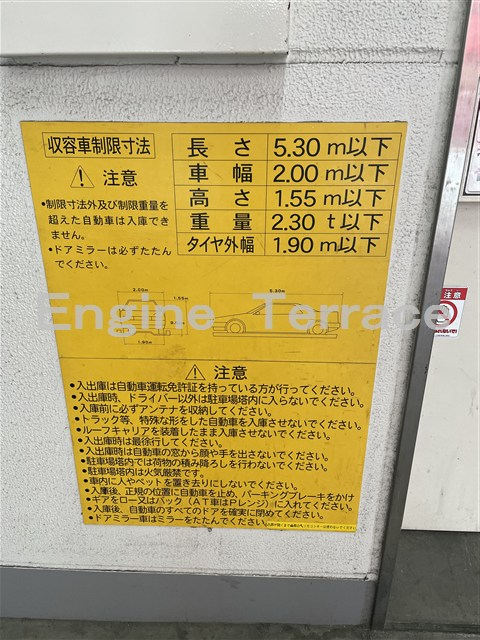 収容車制限寸法
⚠ 注意
•制限寸法外及び制限重量を
超えた自動車は入庫でき
ません。
•ドアミラーは必ずたたん
でください。
長さ 5.30 m以下
車幅 2.00 m以下
高さ 1.55 m以下
重量 2.30 t以下
タイヤ外幅 1.90 m以下
2.00m
1.55m
5.30m
1.90m
Engine Terrace
注意
⚠ 注意
•入出庫は自動車運転免許証を持っている方が行ってください。
•入出庫時、ドライバー以外は駐車場塔内に入らないでください。
•入庫前に必ずアンテナを収納してください。
•トラック等、特殊な形をした自動車を入庫させないでください。
•ルーフキャリアを装着したまま入庫させないでください。
•入出庫時は最徐行してください。
•入出庫時は自動車の窓から顔や手を出さないでください。
•駐車場塔内では荷物の積み降ろしを行わないでください。
•駐車場塔内は火気厳禁です。
•車内に人やペットを置き去りにしないでください。
•入庫後、正規の位置に自動車を止め、パーキングブレーキをかけ
ギアをロー又はバック（AT車はPレンジ）に入れてください。
•入庫後、自動車のすべてのドアを確実に閉めてください。
•ドアミラー車はミラーをたたんでください。